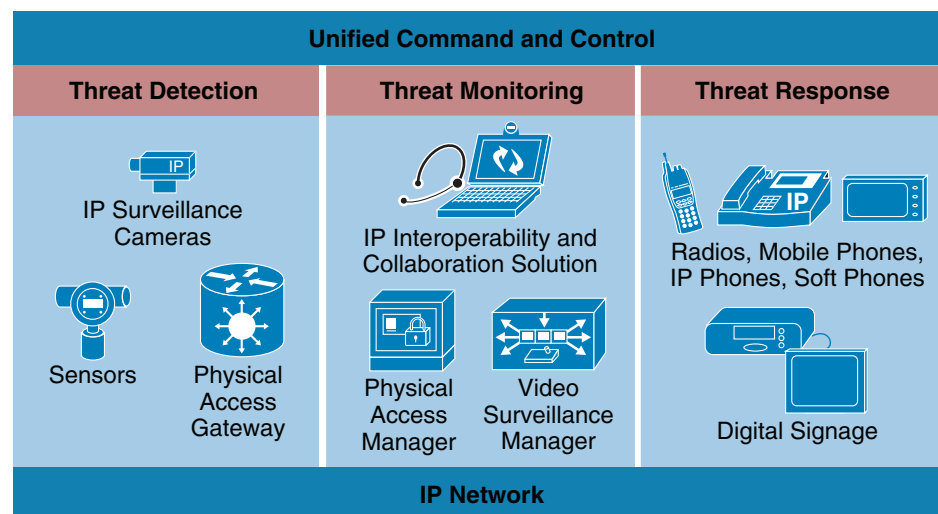 Unified Command and Control
Threat Detection
Threat Monitoring
Threat Response
IP
IP Surveillance
Cameras
Sensors
Physical
Access
Gateway
IP Interoperability and
Collaboration Solution
Physical
Access
Manager
Video
Surveillance
Manager
IP
Radios, Mobile Phones,
IP Phones, Soft Phones
Digital Signage
IP Network